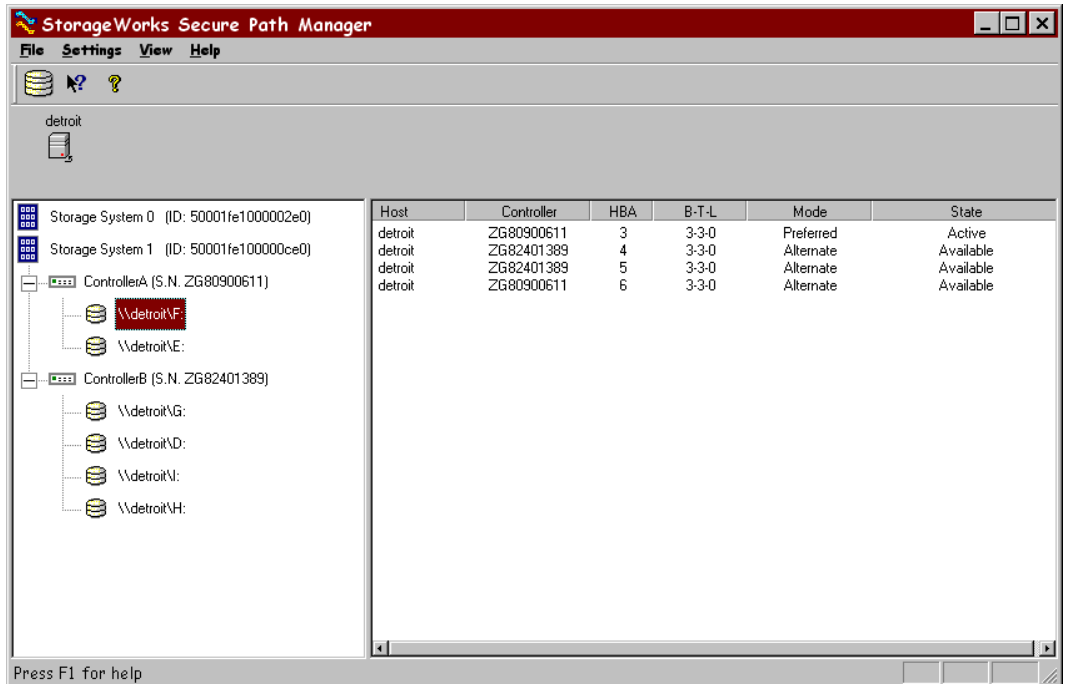 StorageWorks Secure Path Manager
File Settings View Help
detroit
Storage System 0 (ID: 50001fe1000002e0)
Storage System 1 (ID: 50001fe100000ce0)
ControllerA (S.N. ZG80900611)
\\detroit\F:
\\detroit\E:
ControllerB (S.N. ZG82401389)
\\detroit\G:
\\detroit\D:
\\detroit\I:
\\detroit\H:
Host Controller HBA B-T-L Mode State
detroit ZG80900611 3 3-3-0 Preferred Active
detroit ZG82401389 4 3-3-0 Alternate Available
detroit ZG82401389 5 3-3-0 Alternate Available
detroit ZG80900611 6 3-3-0 Alternate Available
Press F1 for help